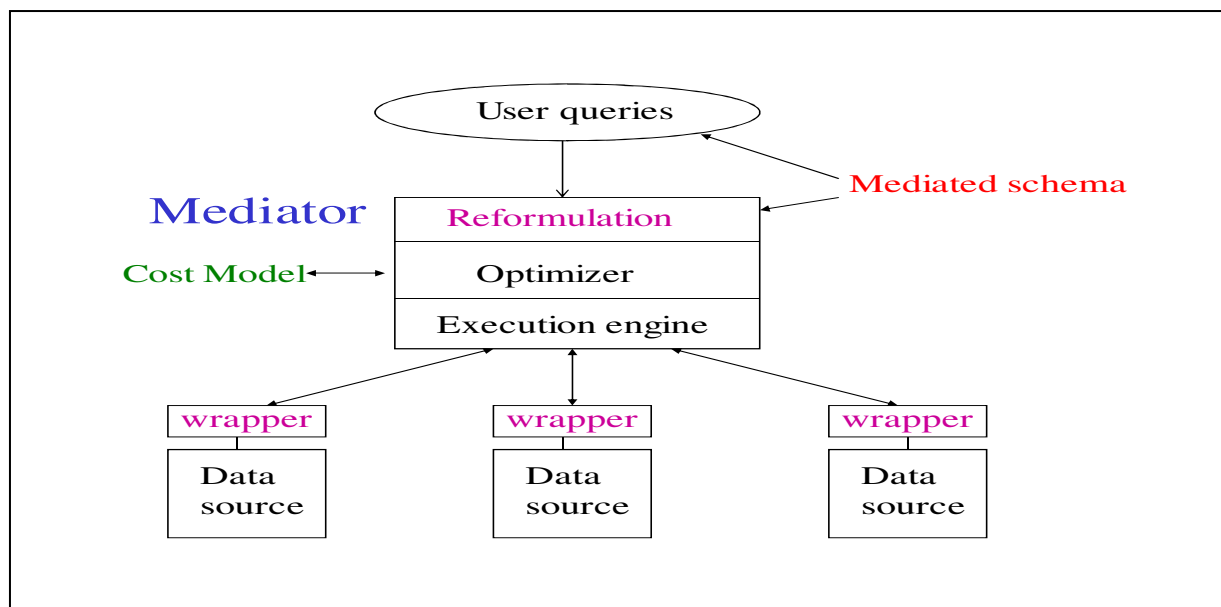 User queries
Mediated schema
Mediator
Reformulation
Cost Model
Optimizer
Execution engine
wrapper
wrapper
wrapper
Data
source
Data
source
Data
source